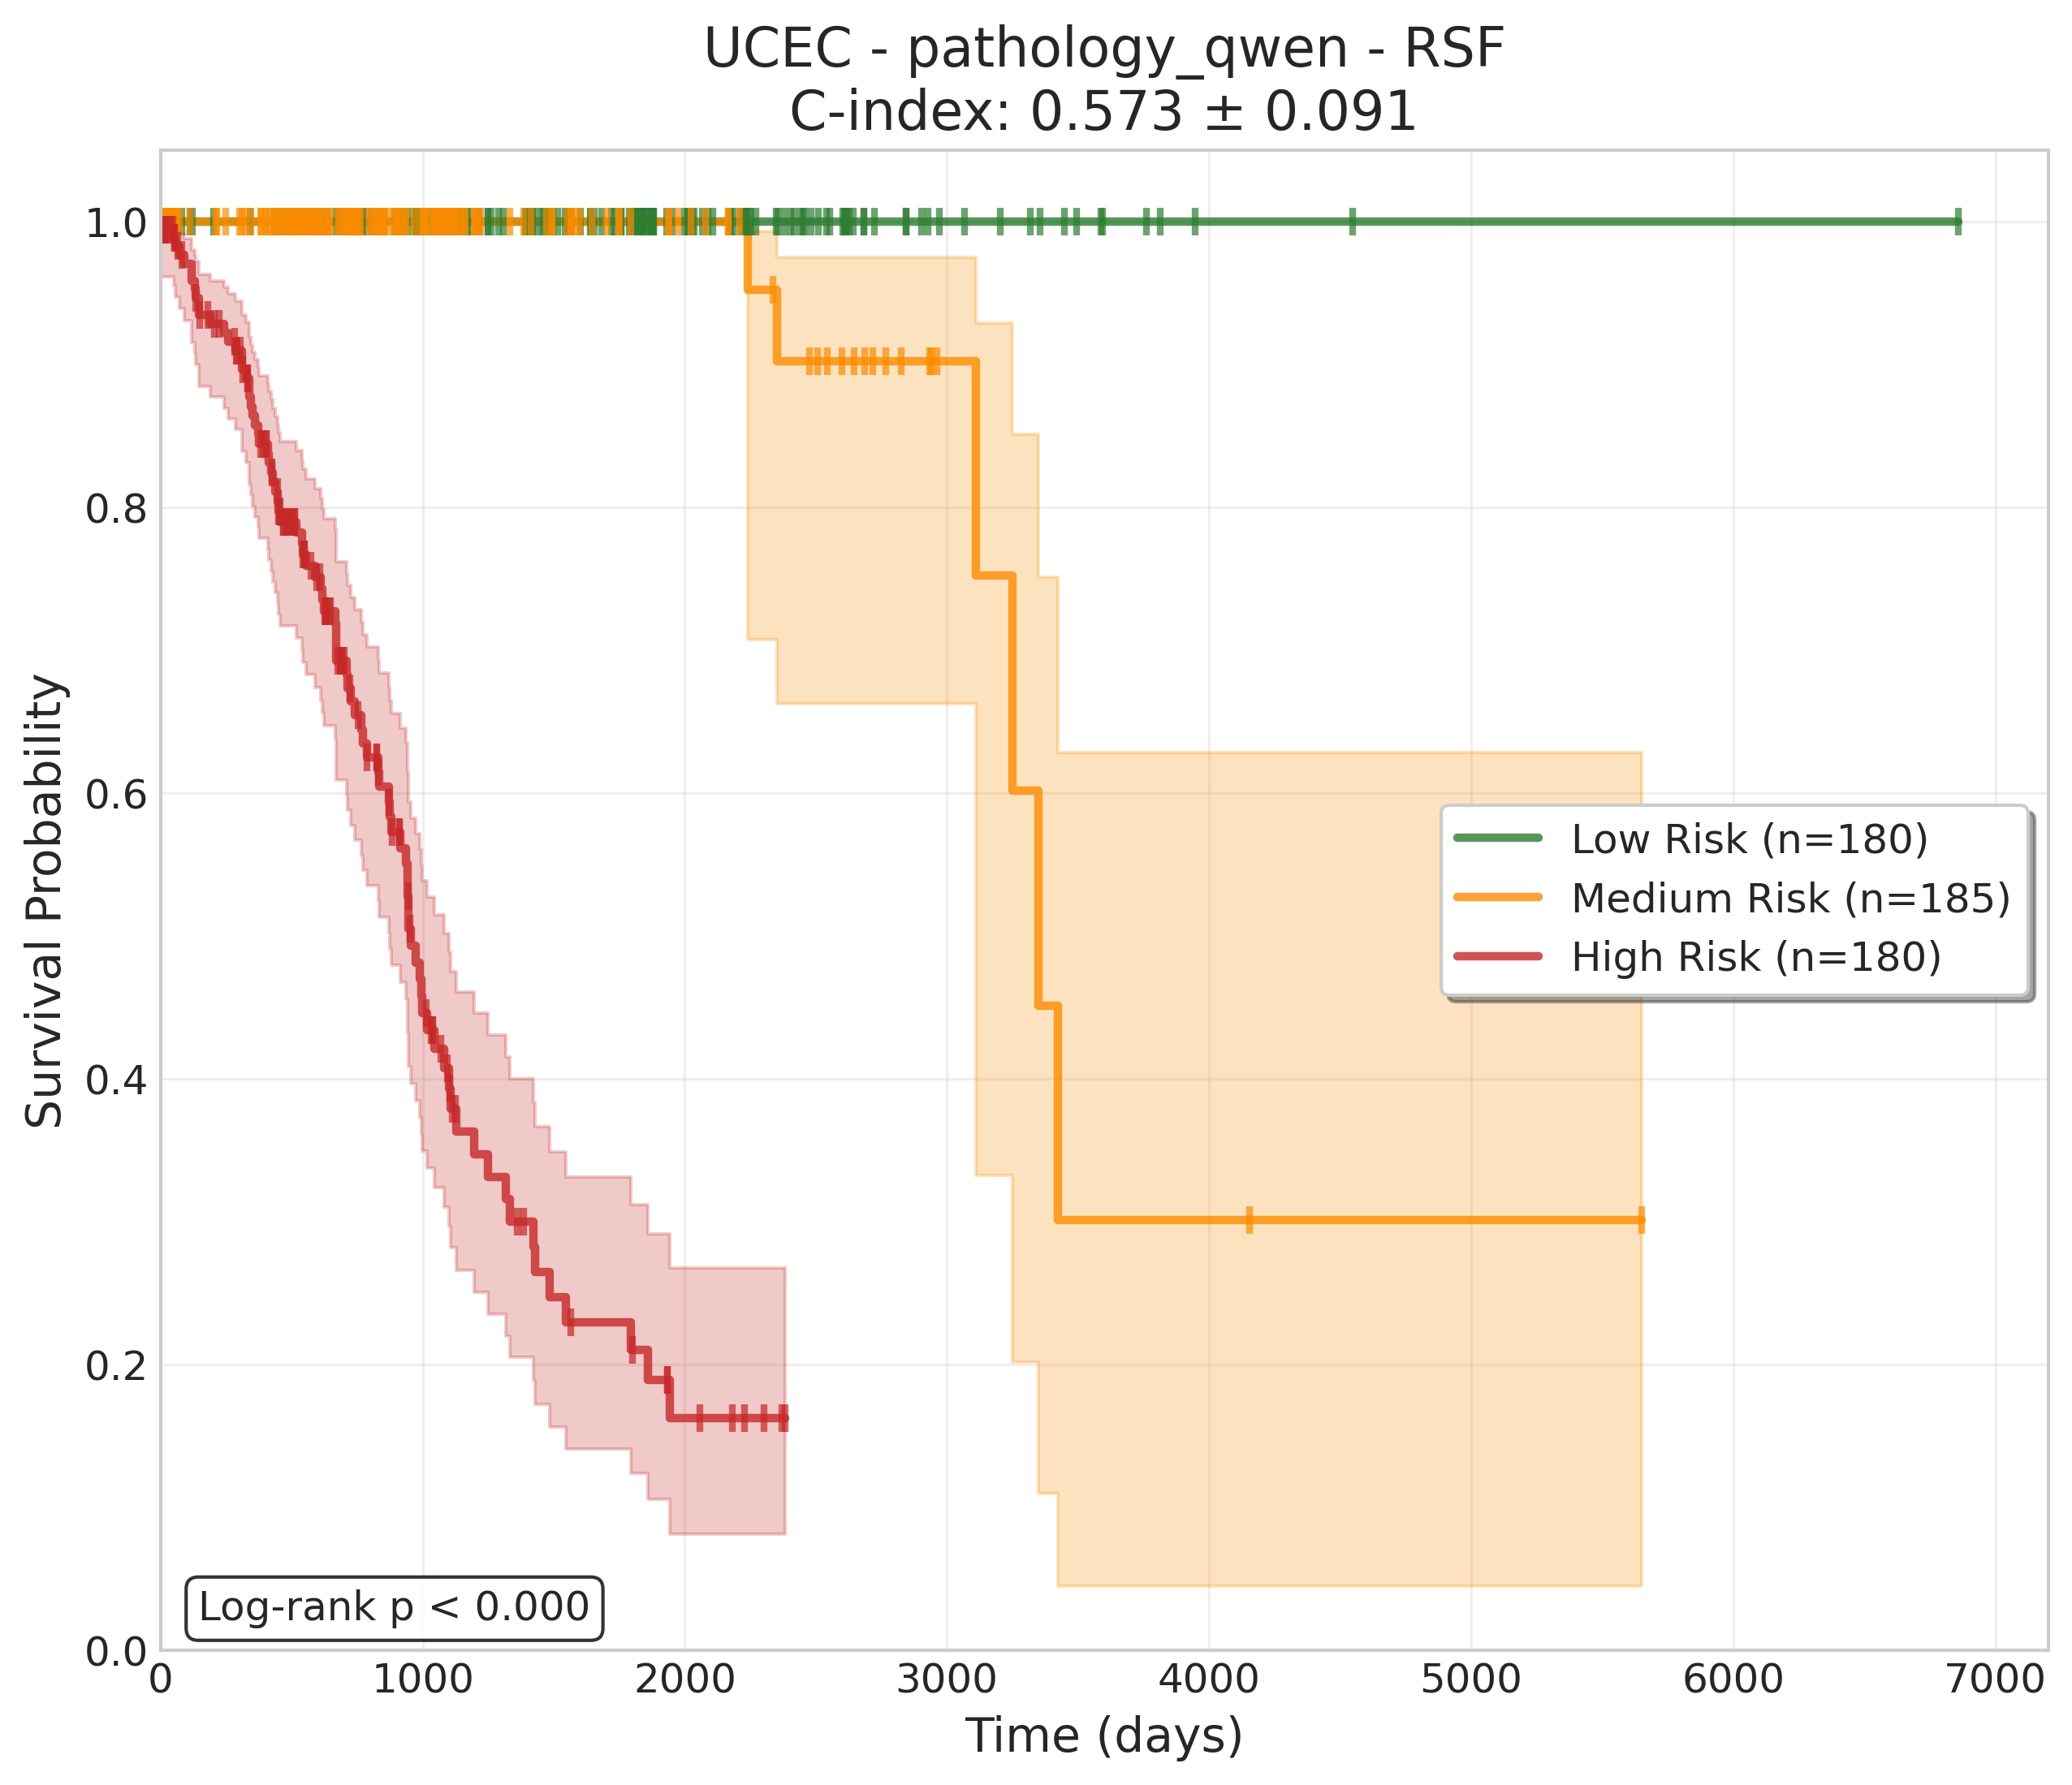 UCEC - pathology_qwen - RSF
C-index: 0.573 ± 0.091
Survival Probability
1.0
0.8
0.6
0.4
0.2
0.0
Low Risk (n=180)
Medium Risk (n=185)
High Risk (n=180)
Log-rank p < 0.000
0 1000 2000 3000 4000 5000 6000 7000
Time (days)